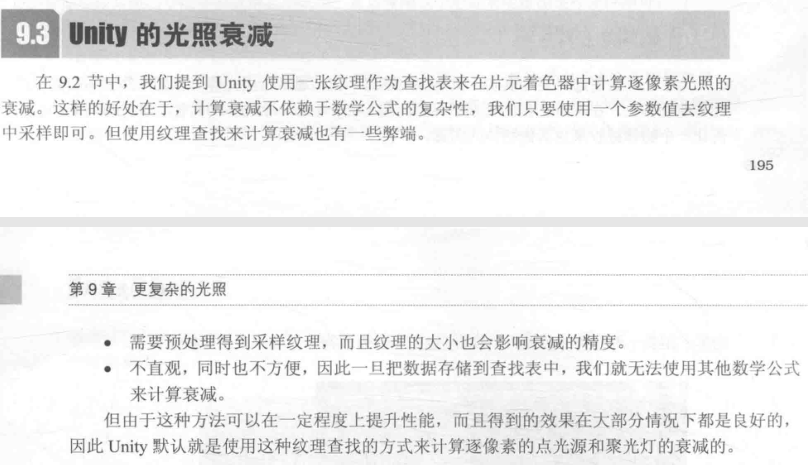 9.3 Unity 的光照衰减
在 9.2 节中，我们提到 Unity 使用一张纹理作为查找表来在片元着色器中计算逐像素光照的
衰减。这样的好处在于，计算衰减不依赖于数学公式的复杂性，我们只要使用一个参数值去纹理
中采样即可。但使用纹理查找来计算衰减也有一些弊端。
195
第 9 章 更复杂的光照
• 需要预处理得到采样纹理，而且纹理的大小也会影响衰减的精度。
• 不直观，同时也不方便，因此一旦把数据存储到查找表中，我们就无法使用其他数学公式
来计算衰减。
但由于这种方法可以在一定程度上提升性能，而且得到的效果在大部分情况下都是良好的，
因此 Unity 默认就是使用这种纹理查找的方式来计算逐像素的点光源和聚光灯的衰减的。